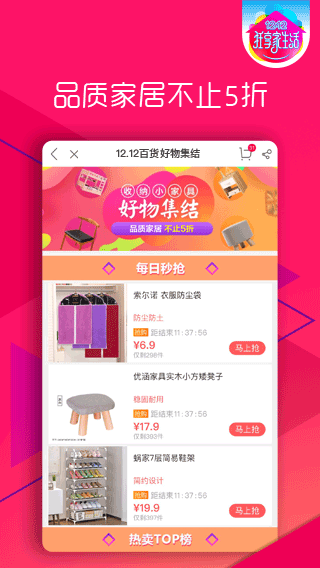 12·12
狂享家生活
品质家居不止5折
12.12百货好物集结
收纳小家具
好物集结
品质家居 不止5折
每日秒抢
索尔诺 衣服防尘袋
防尘防土
抢购 距结束11:37:56
¥6.9
仅剩298件
马上抢
优涵家具实木小方矮凳子
稳固耐用
抢购 距结束11:37:56
¥17.9
仅剩393件
马上抢
蜗家7层简易鞋架
简约设计
抢购 距结束11:37:56
¥19.9
仅剩307件
马上抢
热卖TOP榜